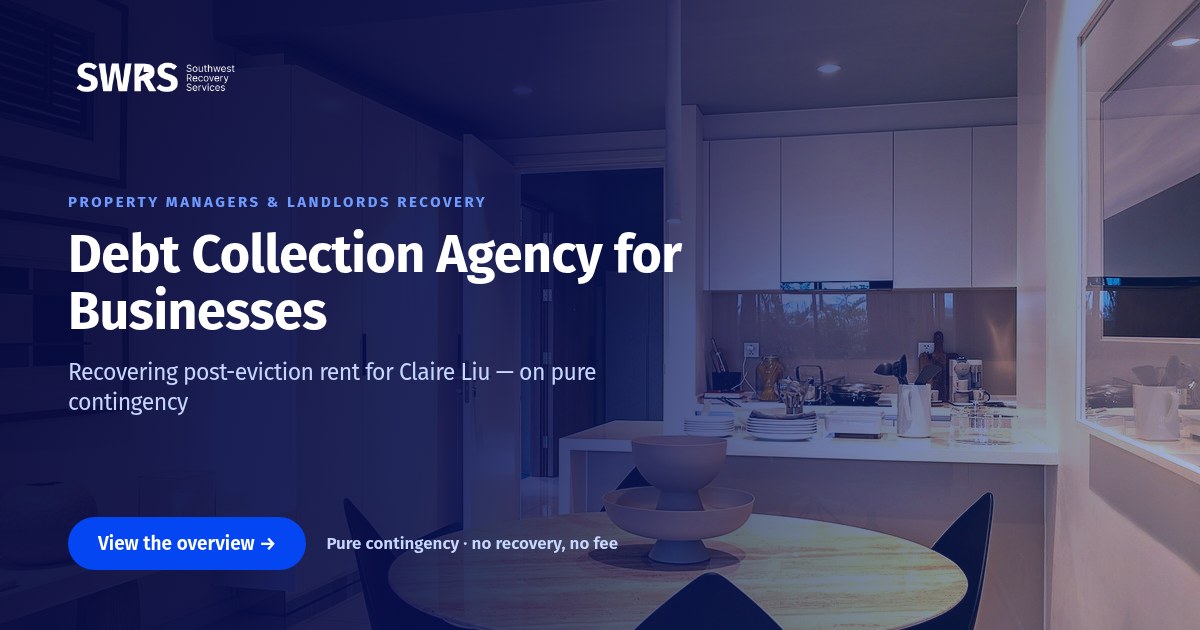 SWRS
Southwest
Recovery
Services
PROPERTY MANAGERS & LANDLORDS RECOVERY
Debt Collection Agency for
Businesses
Recovering post-eviction rent for Claire Liu — on pure
contingency
View the overview →
Pure contingency · no recovery, no fee